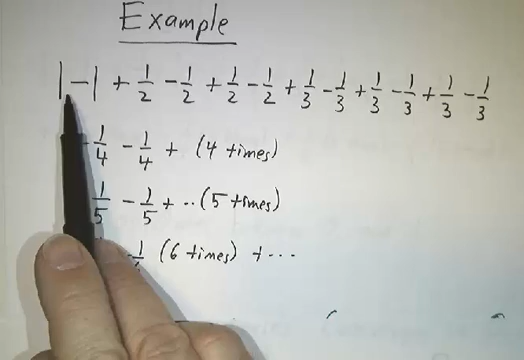 Example
1 - 1 + 1/2 - 1/2 + 1/2 - 1/2 + 1/3 - 1/3 + 1/3 - 1/3 + 1/3 - 1/3
1/4 - 1/4 + (4 times)
1/5 - 1/5 + ··(5 times)
(6 times) + ···